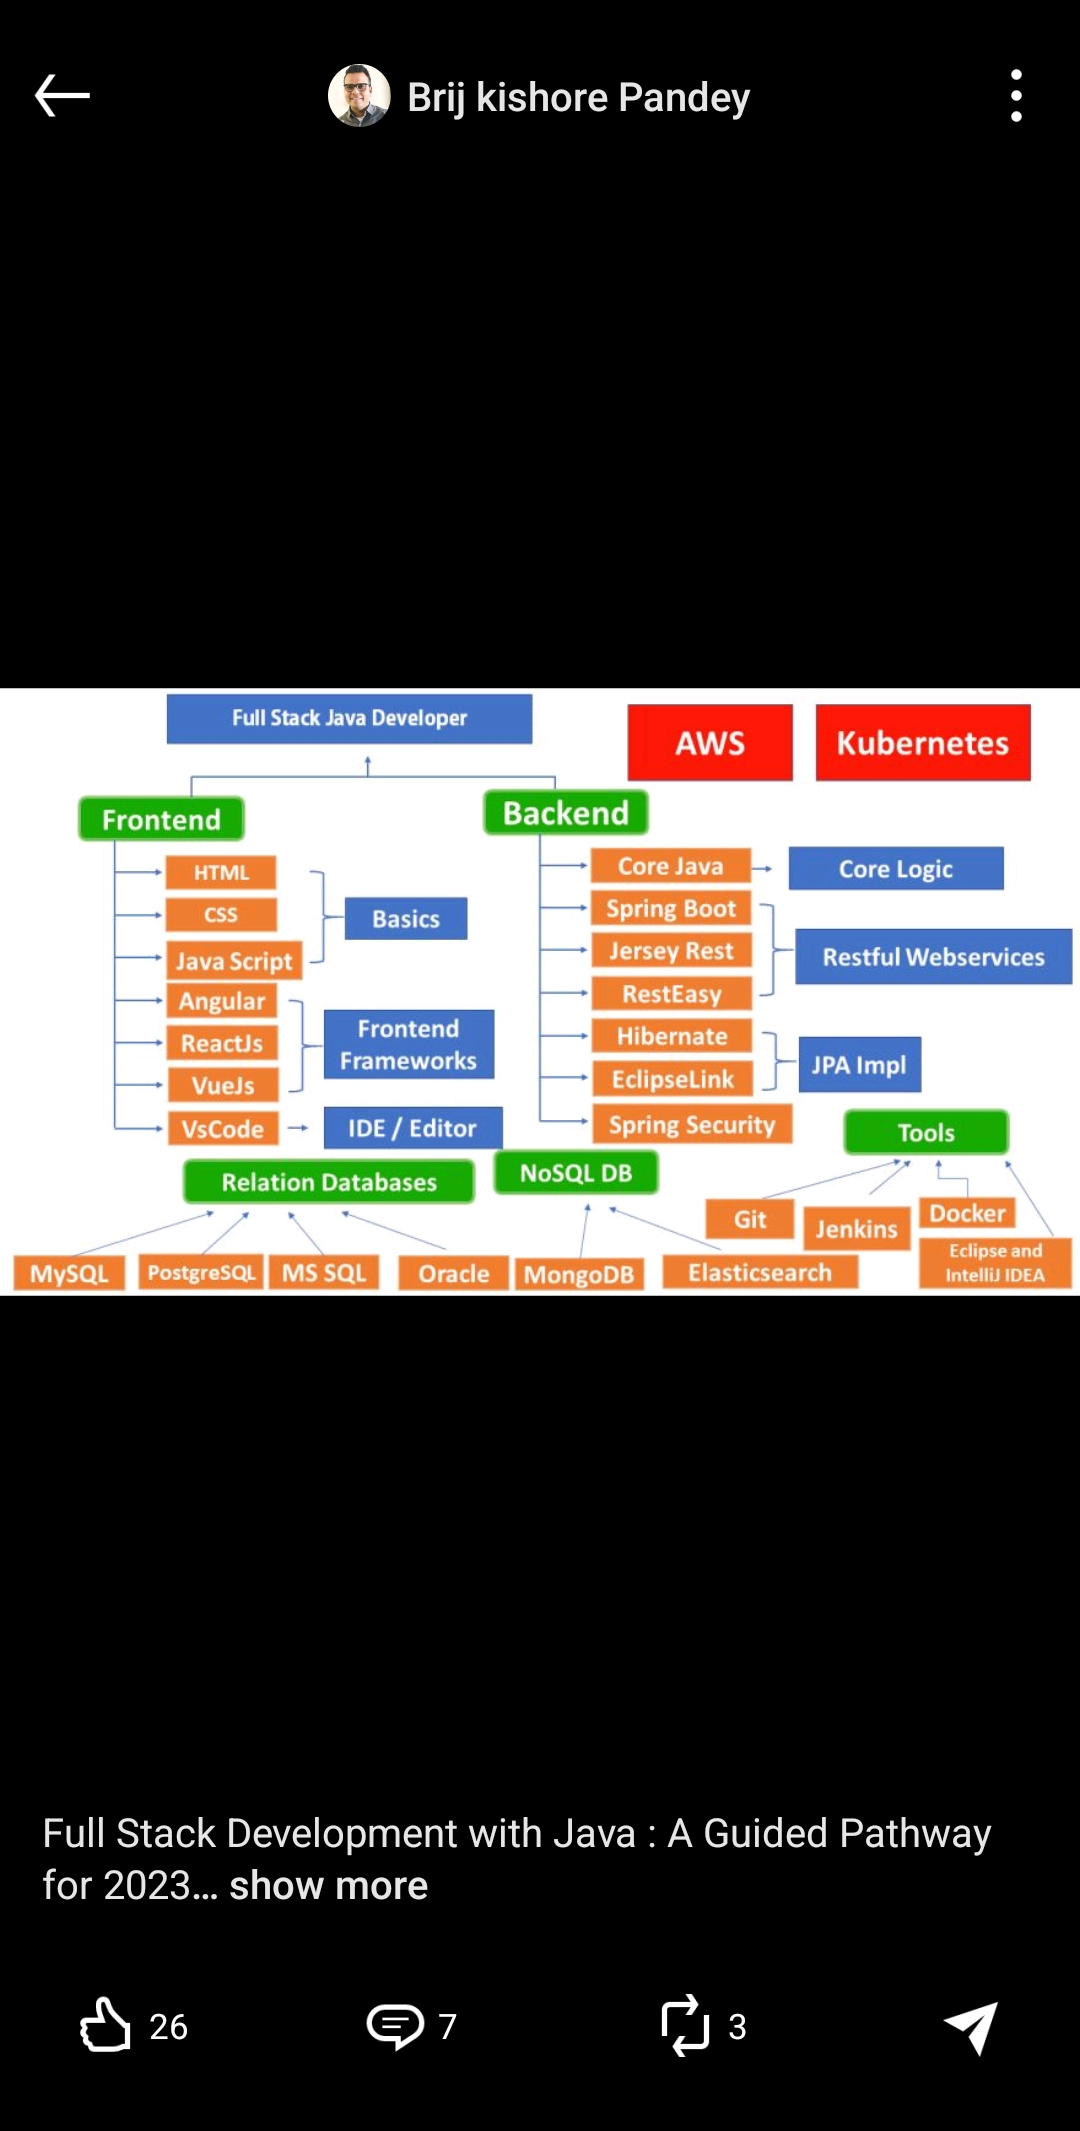 Brij kishore Pandey
Full Stack Java Developer
AWS
Kubernetes
Frontend
Backend
HTML
CSS
Java Script
Basics
Angular
ReactJs
VueJs
Frontend
Frameworks
VsCode
IDE / Editor
Core Java
Core Logic
Spring Boot
Jersey Rest
RestEasy
Restful Webservices
Hibernate
EclipseLink
JPA Impl
Spring Security
Tools
Relation Databases
NoSQL DB
Git
Jenkins
Docker
Eclipse and
IntelliJ IDEA
MySQL
PostgreSQL
MS SQL
Oracle
MongoDB
Elasticsearch
Full Stack Development with Java : A Guided Pathway
for 2023... show more
26
7
3